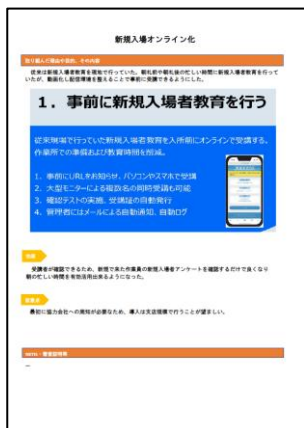 新規入場オンライン化
取り組んだ理由や目的、その内容
従来は新規入場者教育を現地で行っていた。朝礼前や朝礼後の忙しい時間に新規入場者教育を行って
いたが、動画化し配信環境を整えることで事前に受講できるようにした。
1．事前に新規入場者教育を行う
従来現場で行っていた新規入場者教育を入所前にオンラインで受講する。
作業所での準備および教育時間を削減。
1. 事前にURLをお知らせ、パソコンやスマホで受講
2. 大型モニターによる複数名の同時受講も可能
3. 確認テストの実施、受講証の自動発行
4. 管理者にはメールによる自動通知、自動ログ
効果
受講者が確認できるため、新規で来た作業員の新規入場者アンケートを確認するだけで良くなり
朝の忙しい時間を有効活用出来るようになった。
留意点
最初に協力会社への周知が必要なため、導入は支店規模で行うことが望ましい。